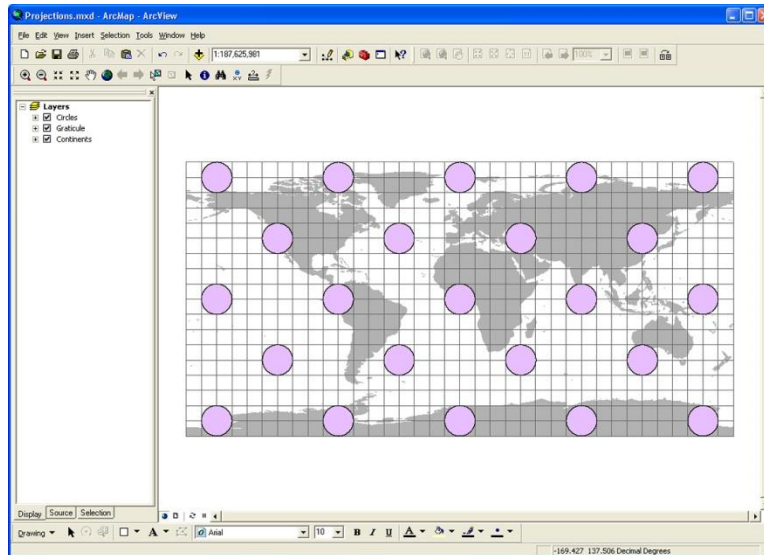 Projections.mxd - ArcMap - ArcView
File Edit View Insert Selection Tools Window Help
1:187,625,981
100%
Layers
Circles
Graticule
Continents
Display Source Selection
Drawing
A
Arial
10
B I U A
-169.427 137.506 Decimal Degrees